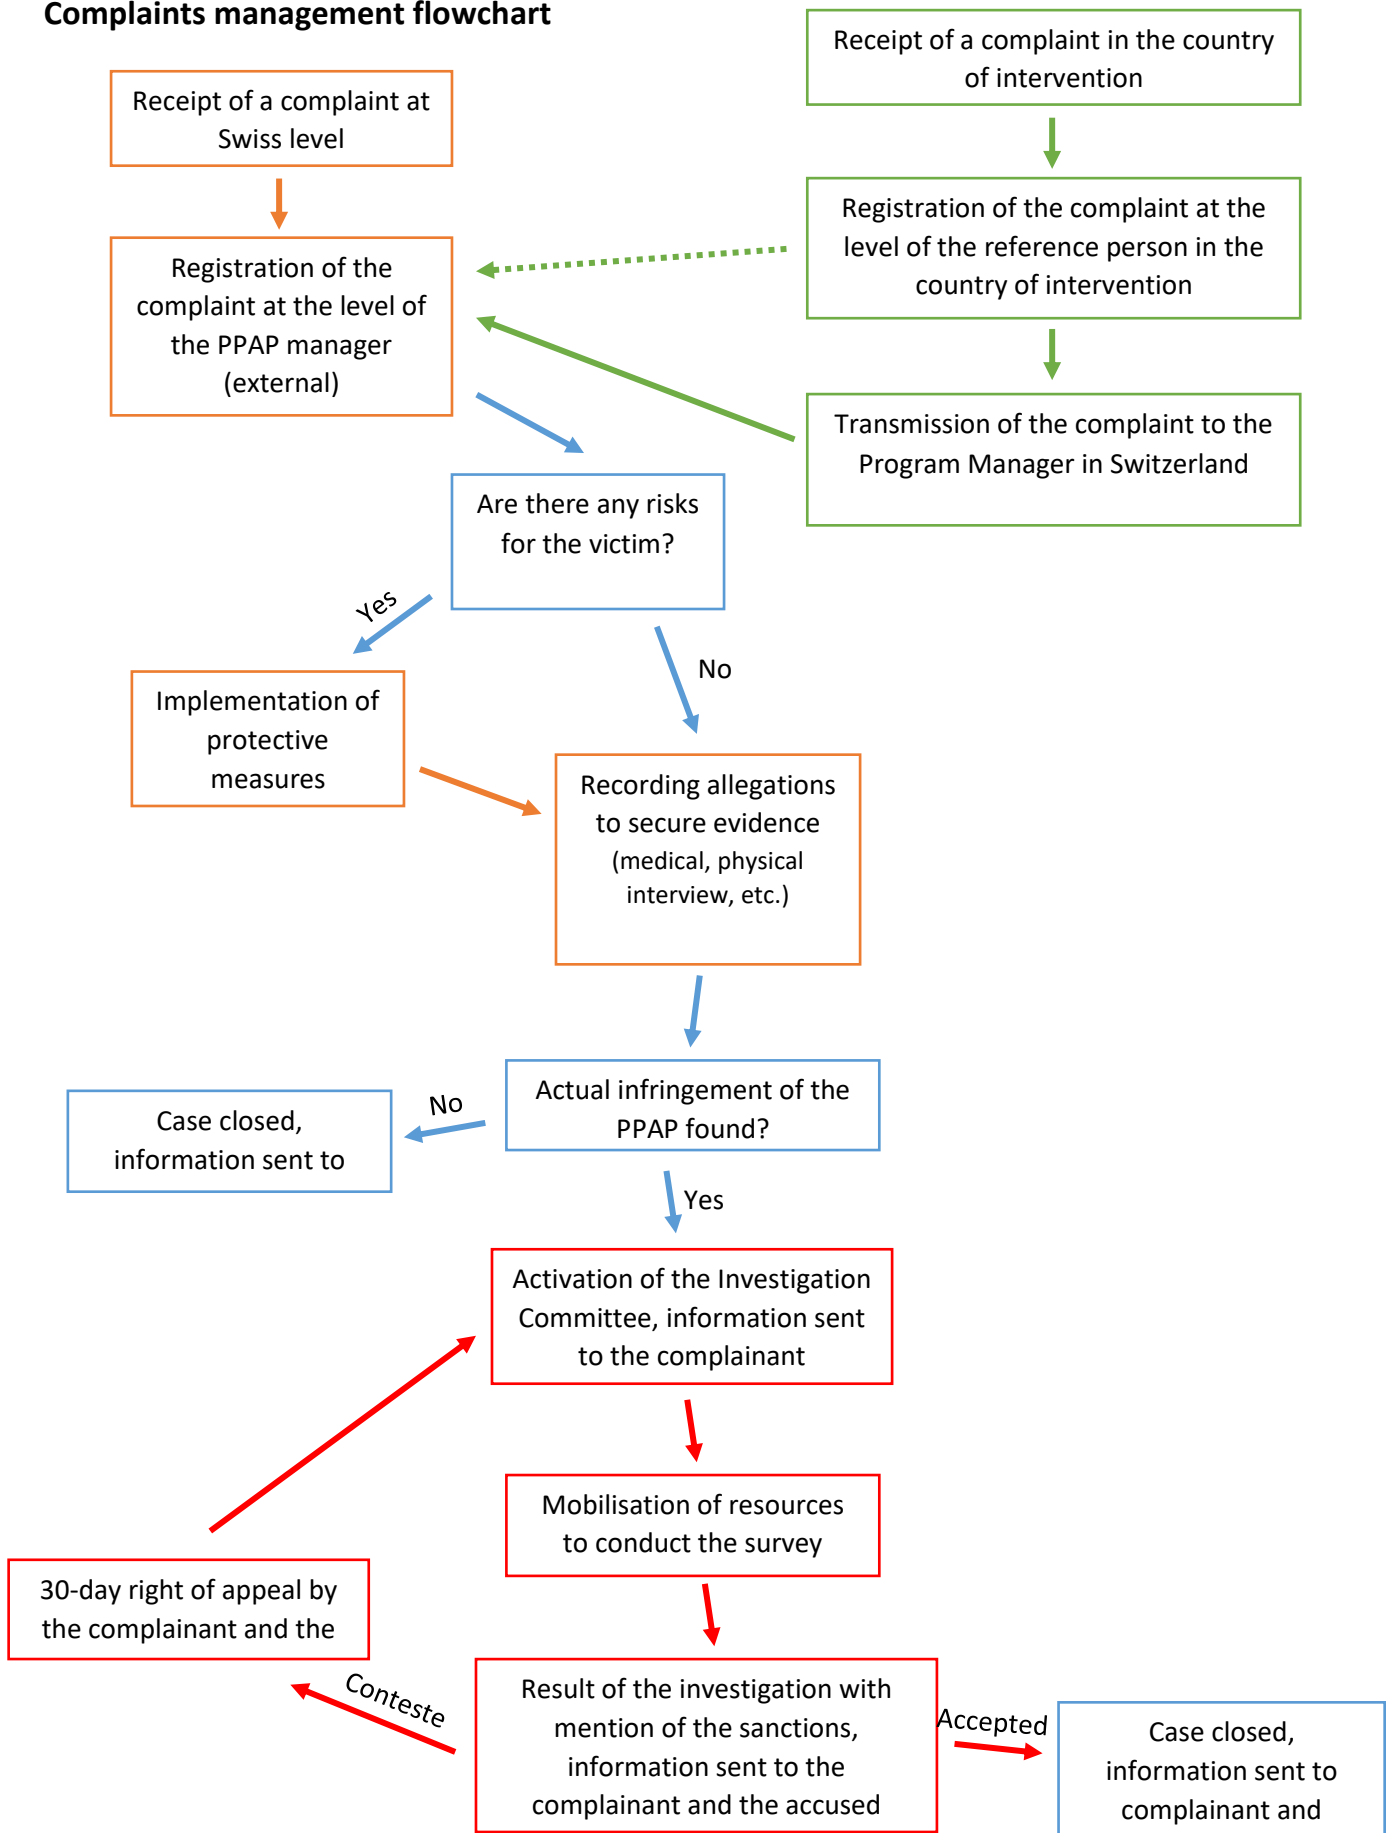 Complaints management flowchart
Receipt of a complaint in the country
of intervention
Receipt of a complaint at
Swiss level
Registration of the complaint at the
level of the reference person in the
country of intervention
Registration of the
complaint at the level of
the PPAP manager
(external)
Transmission of the complaint to the
Program Manager in Switzerland
Are there any risks
for the victim?
Yes
No
Implementation of
protective
measures
Recording allegations
to secure evidence
(medical, physical
interview, etc.)
Actual infringement of the
PPAP found?
No
Case closed,
information sent to
Yes
Activation of the Investigation
Committee, information sent
to the complainant
Mobilisation of resources
to conduct the survey
30-day right of appeal by
the complainant and the
Conteste
Result of the investigation with
mention of the sanctions,
information sent to the
complainant and the accused
Accepted
Case closed,
information sent to
complainant and